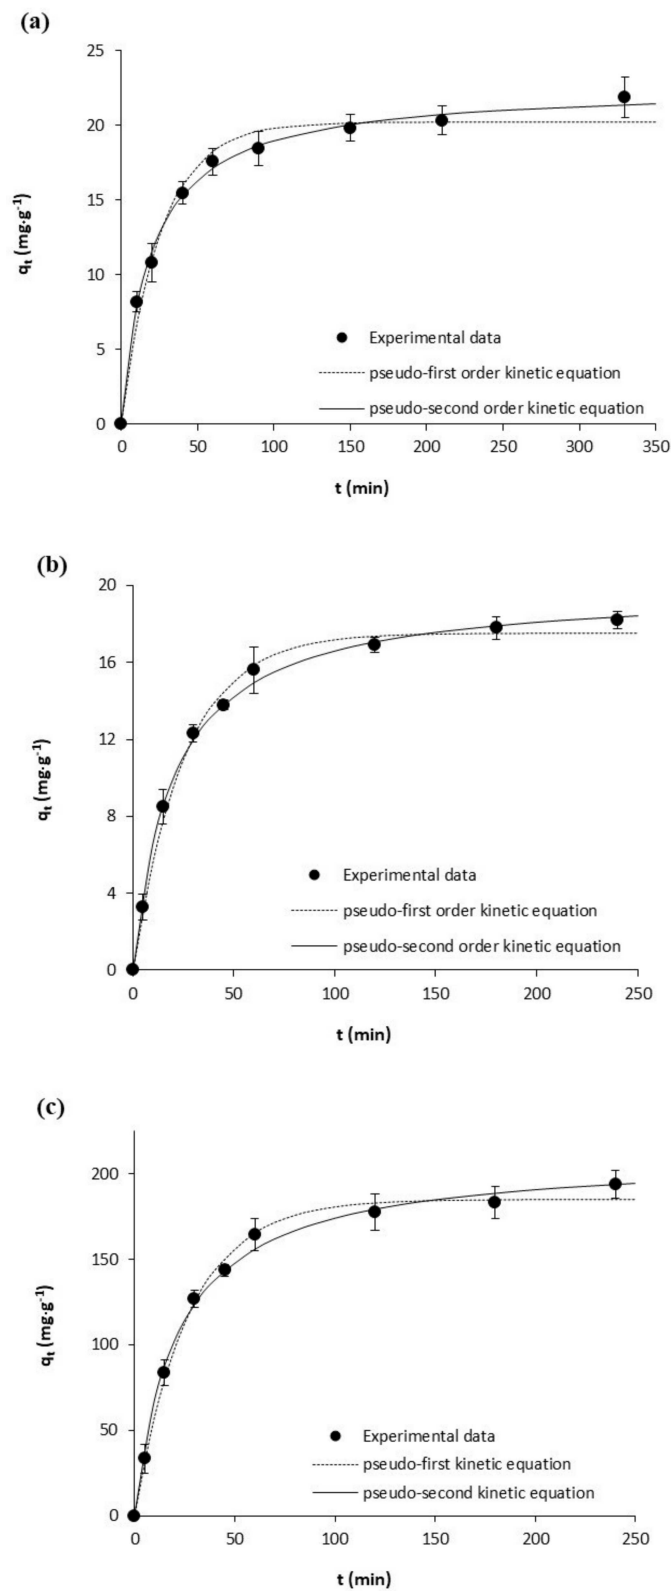 (a)
25
20
15
10
5
0
qt (mg·g-1)
Experimental data
pseudo-first order kinetic equation
pseudo-second order kinetic equation
0 50 100 150 200 250 300 350
t (min)
(b)
20
16
12
8
4
0
qt (mg·g-1)
Experimental data
pseudo-first order kinetic equation
pseudo-second order kinetic equation
0 50 100 150 200 250
t (min)
(c)
200
150
100
50
0
qt (mg·g-1)
Experimental data
pseudo-first kinetic equation
pseudo-second kinetic equation
0 50 100 150 200 250
t (min)